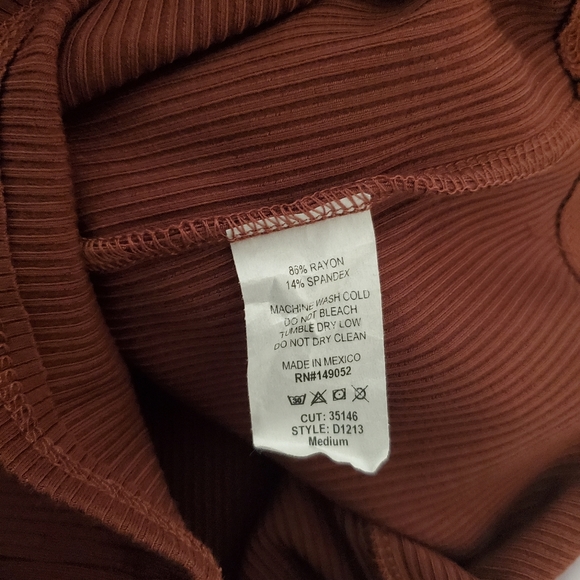 86% RAYON
14% SPANDEX
MACHINE WASH COLD
DO NOT BLEACH
TUMBLE DRY LOW
DO NOT DRY CLEAN
MADE IN MEXICO
RN#149052
CUT: 35146
STYLE: D1213
Medium